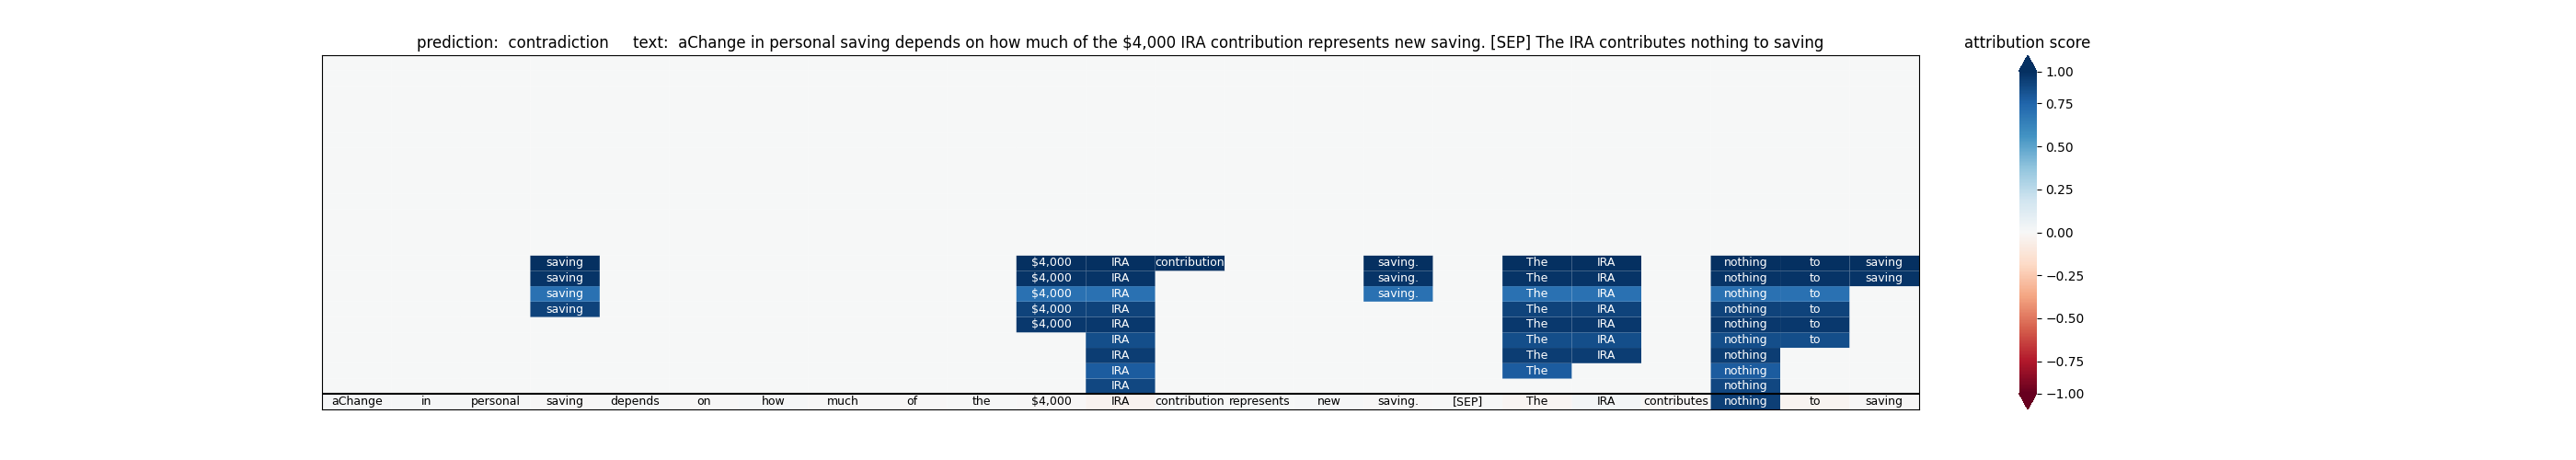 prediction: contradiction text: aChange in personal saving depends on how much of the $4,000 IRA contribution represents new saving. [SEP] The IRA contributes nothing to saving
attribution score
1.00
0.75
0.50
0.25
0.00
−0.25
−0.50
−0.75
−1.00
saving $4,000 IRA contribution saving. The IRA nothing to saving
saving $4,000 IRA saving. The IRA nothing to saving
saving $4,000 IRA saving. The IRA nothing to
saving $4,000 IRA The IRA nothing to
$4,000 IRA The IRA nothing to
IRA The IRA nothing to
IRA The IRA nothing
IRA The nothing
IRA nothing
aChange in personal saving depends on how much of the $4,000 IRA contribution represents new saving. [SEP] The IRA contributes nothing to saving